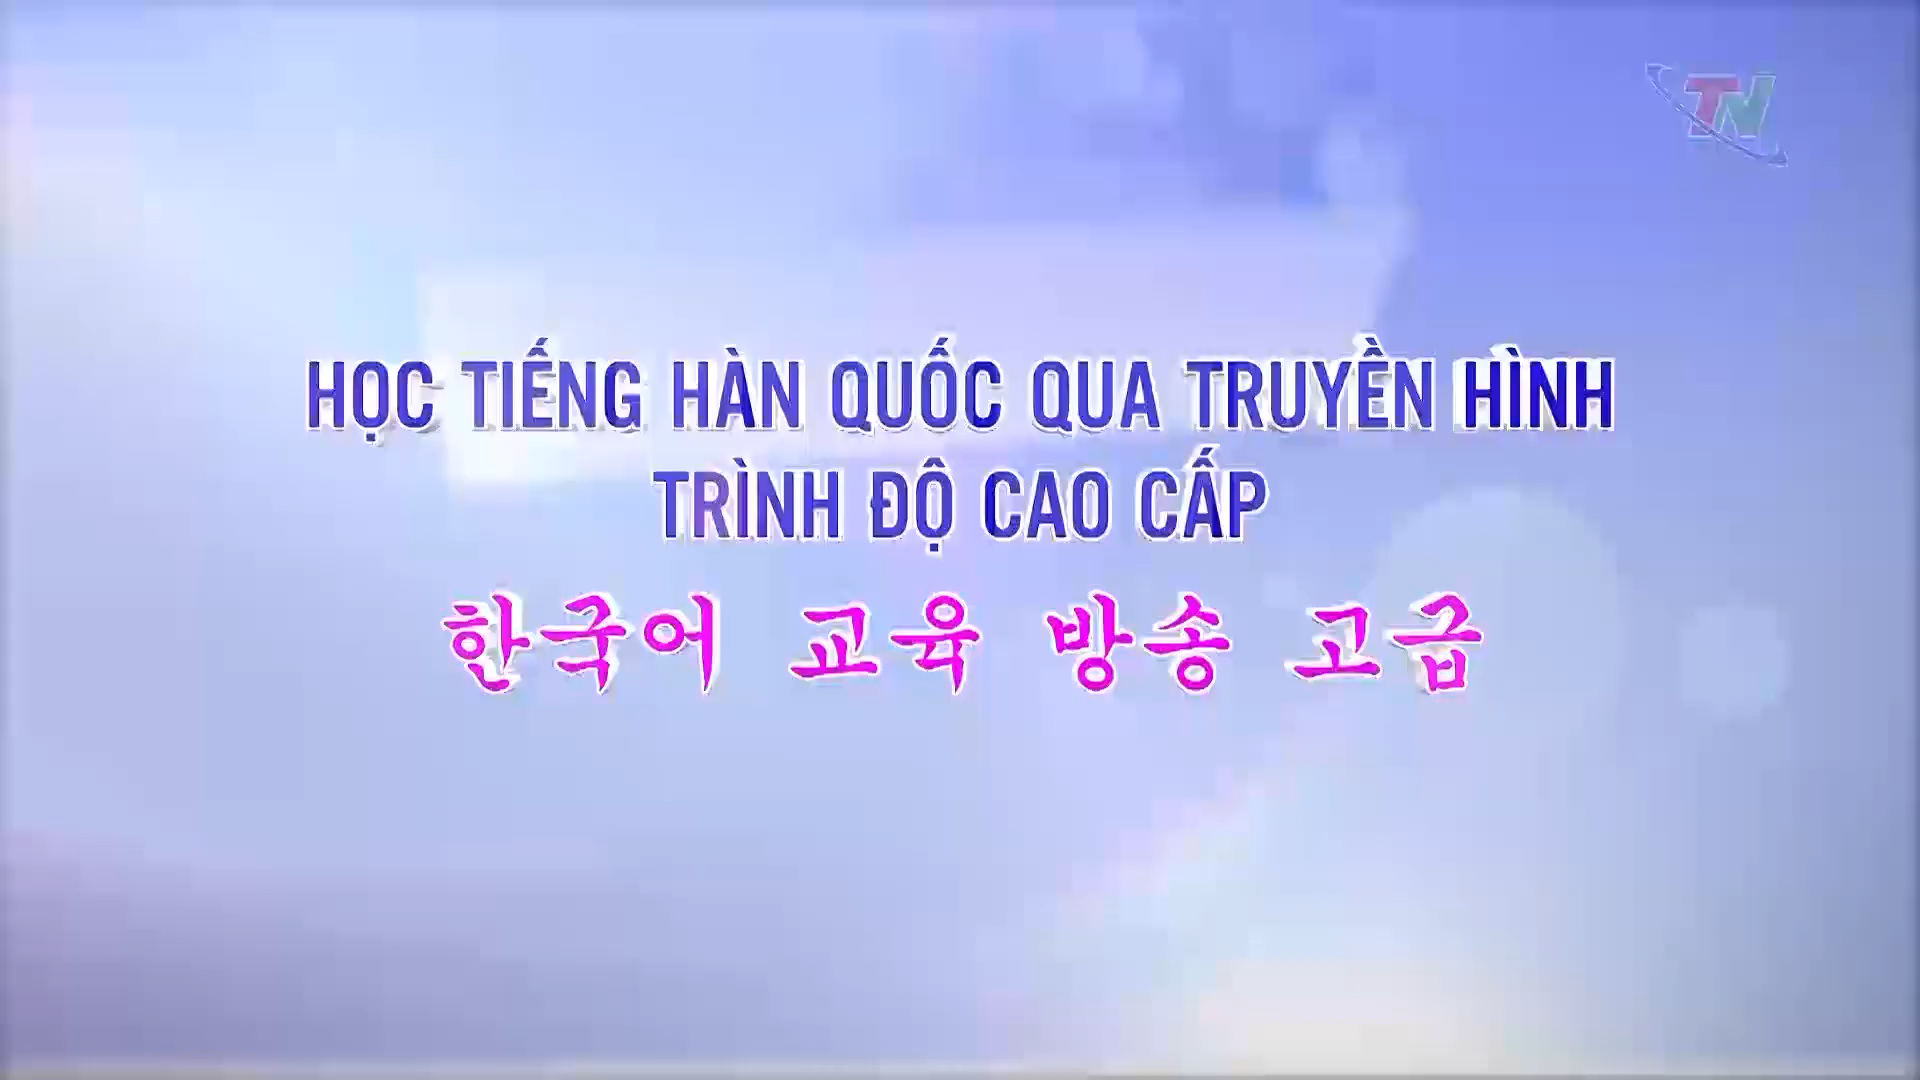 TN
HỌC TIẾNG HÀN QUỐC QUA TRUYỀN HÌNH
TRÌNH ĐỘ CAO CẤP
한국어 교육 방송 고급